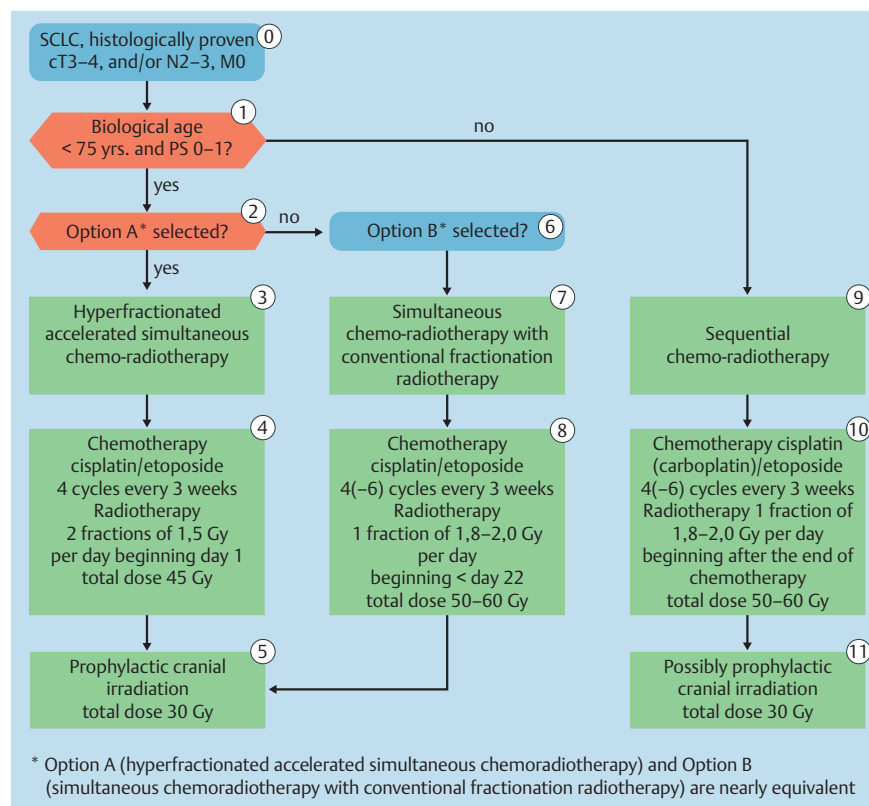 0
SCLC, histologically proven
cT3–4, and/or N2–3, M0
1
Biological age
< 75 yrs. and PS 0–1?
no
yes
2
Option A* selected?
no
6
Option B* selected?
yes
3
Hyperfractionated
accelerated simultaneous
chemo-radiotherapy
7
Simultaneous
chemo-radiotherapy with
conventional fractionation
radiotherapy
9
Sequential
chemo-radiotherapy
4
Chemotherapy
cisplatin/etoposide
4 cycles every 3 weeks
Radiotherapy
2 fractions of 1,5 Gy
per day beginning day 1
total dose 45 Gy
8
Chemotherapy
cisplatin/etoposide
4(–6) cycles every 3 weeks
Radiotherapy
1 fraction of 1,8–2,0 Gy
per day
beginning < day 22
total dose 50–60 Gy
10
Chemotherapy cisplatin
(carboplatin)/etoposide
4(–6) cycles every 3 weeks
Radiotherapy 1 fraction of
1,8–2,0 Gy per day
beginning after the end of
chemotherapy
total dose 50–60 Gy
5
Prophylactic cranial
irradiation
total dose 30 Gy
11
Possibly prophylactic
cranial irradiation
total dose 30 Gy
* Option A (hyperfractionated accelerated simultaneous chemoradiotherapy) and Option B
(simultaneous chemoradiotherapy with conventional fractionation radiotherapy) are nearly equivalent